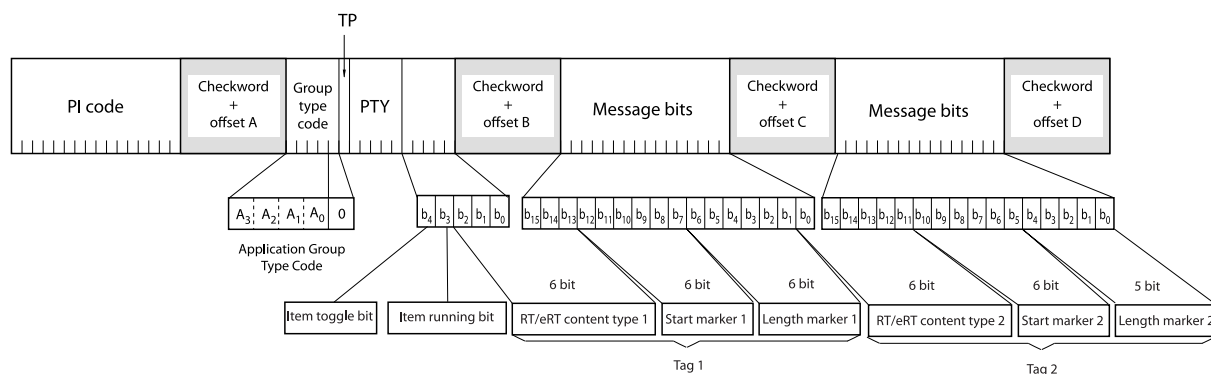 TP
PI code
Checkword
+
offset A
Group
type
code
PTY
Checkword
+
offset B
Message bits
Checkword
+
offset C
Message bits
Checkword
+
offset D
A3 A2 A1 A0 0
b4 b3 b2 b1 b0
b15 b14 b13 b12 b11 b10 b9 b8 b7 b6 b5 b4 b3 b2 b1 b0
b15 b14 b13 b12 b11 b10 b9 b8 b7 b6 b5 b4 b3 b2 b1 b0
Application Group
Type Code
6 bit
6 bit
6 bit
6 bit
6 bit
5 bit
Item toggle bit
Item running bit
RT/eRT content type 1
Start marker 1
Length marker 1
RT/eRT content type 2
Start marker 2
Length marker 2
Tag 1
Tag 2